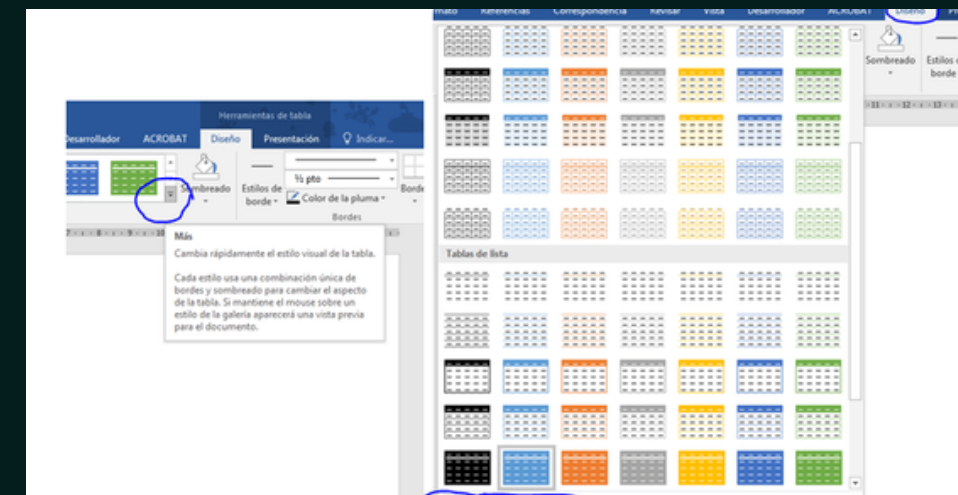 Herramientas de tabla
Desarrollador ACROBAT Diseño Presentación Indicar...
Sombreado
Estilos de borde
½ pto
Color de la pluma
Bordes
Más
Cambia rápidamente el estilo visual de la tabla.
Cada estilo usa una combinación única de
bordes y sombreado para cambiar el aspecto
de la tabla. Si mantiene el mouse sobre un
estilo de la galería aparecerá una vista previa
para el documento.
Referencias Correspondencia Revisar Vista Desarrollador ACROBAT Diseño
Sombreado
Estilos
borde
11 12 13
Tablas de lista